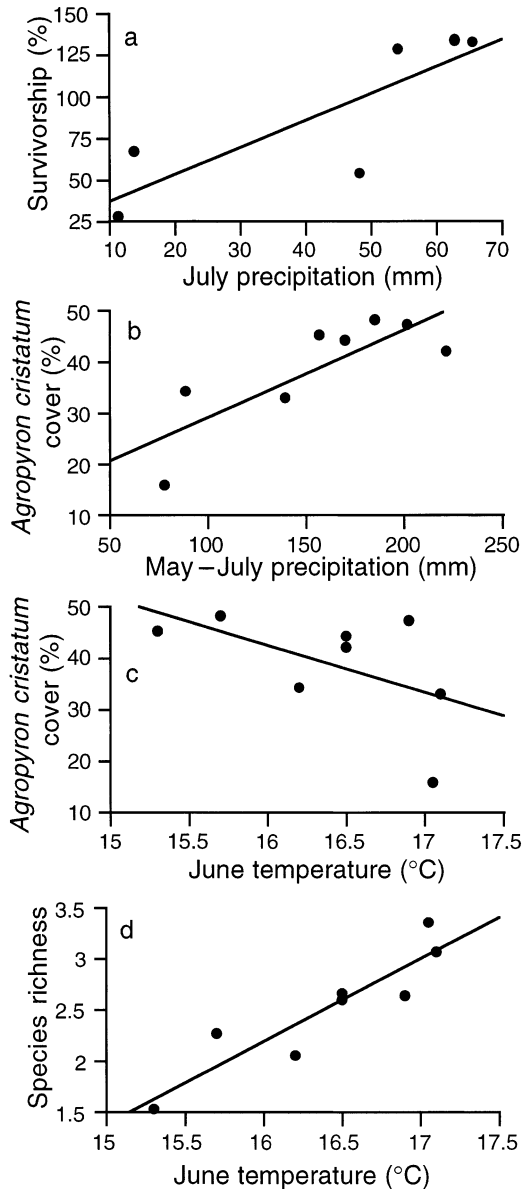 150
125
100
75
50
25
Survivorship (%)
a
10 20 30 40 50 60 70
July precipitation (mm)
50
40
30
20
10
Agropyron cristatum
cover (%)
b
50 100 150 200 250
May–July precipitation (mm)
50
40
30
20
10
Agropyron cristatum
cover (%)
c
15 15.5 16 16.5 17 17.5
June temperature (°C)
3.5
3
2.5
2
1.5
Species richness
d
15 15.5 16 16.5 17 17.5
June temperature (°C)